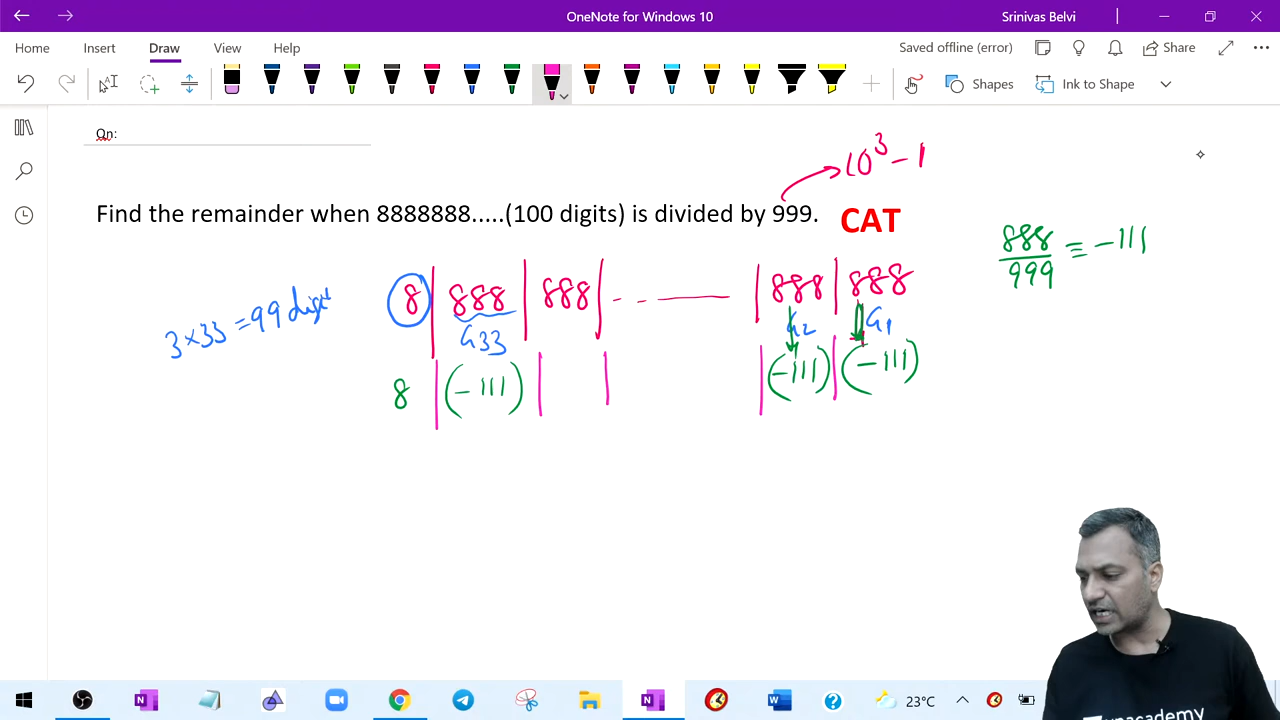 OneNote for Windows 10
Srinivas Belvi
Home Insert Draw View Help
Saved offline (error)
Share
Shapes
Ink to Shape
Qn:
10³ - 1
Find the remainder when 8888888.....(100 digits) is divided by 999.
CAT
888/999 ≡ -111
3×33 = 99 digit
8 | 888 | 888 | - - —— | 888 | 888
G33 G2 G1
8 | (-111) | | | (-111) | (-111)
23°C